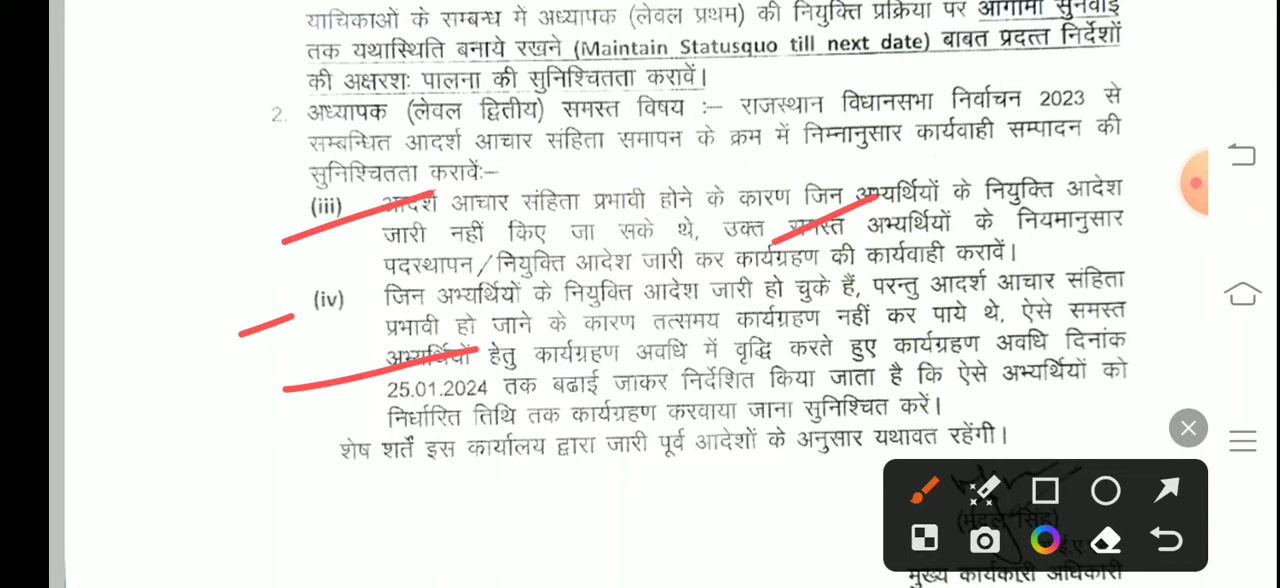 याचिकाओं के सम्बन्ध में अध्यापक (लेवल प्रथम) की नियुक्ति प्रक्रिया पर आगामी सुनवाई
तक यथास्थिति बनाये रखने (Maintain Statusquo till next date) बाबत प्रदत्त निर्देशों
की अक्षरशः पालना की सुनिश्चितता करावें।
2. अध्यापक (लेवल द्वितीय) समस्त विषय :– राजस्थान विधानसभा निर्वाचन 2023 से
सम्बन्धित आदर्श आचार संहिता समापन के क्रम में निम्नानुसार कार्यवाही सम्पादन की
सुनिश्चितता करावेंः–
(iii) आदर्श आचार संहिता प्रभावी होने के कारण जिन अभ्यर्थियों के नियुक्ति आदेश
जारी नहीं किए जा सके थे, उक्त समस्त अभ्यर्थियों के नियमानुसार
पदस्थापन/नियुक्ति आदेश जारी कर कार्यग्रहण की कार्यवाही करावें।
(iv) जिन अभ्यर्थियों के नियुक्ति आदेश जारी हो चुके हैं, परन्तु आदर्श आचार संहिता
प्रभावी हो जाने के कारण तत्समय कार्यग्रहण नहीं कर पाये थे, ऐसे समस्त
अभ्यर्थियों हेतु कार्यग्रहण अवधि में वृद्धि करते हुए कार्यग्रहण अवधि दिनांक
25.01.2024 तक बढाई जाकर निर्देशित किया जाता है कि ऐसे अभ्यर्थियों को
निर्धारित तिथि तक कार्यग्रहण करवाया जाना सुनिश्चित करें।
शेष शर्तें इस कार्यालय द्वारा जारी पूर्व आदेशों के अनुसार यथावत रहेंगी।
सिंह)
मुख्य कार्यकारी अधिकारी